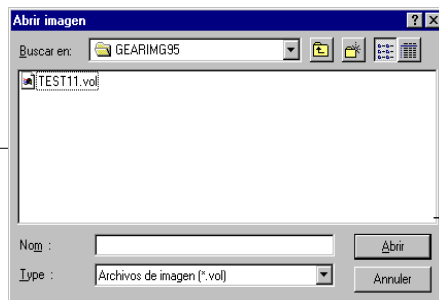 Abrir imagen
Buscar en: GEARIMG95
TEST11.vol
Nom :
Abrir
Type : Archivos de imagen (*.vol)
Annuler